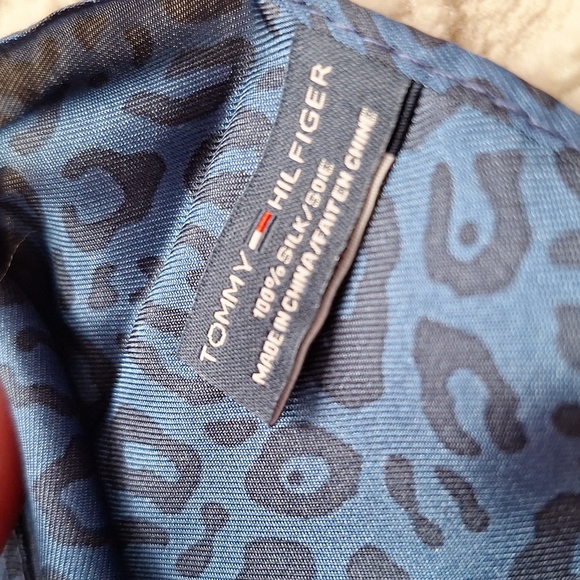 TOMMY HILFIGER
100% SILK/SOIE
MADE IN CHINA/FAIT EN CHINE